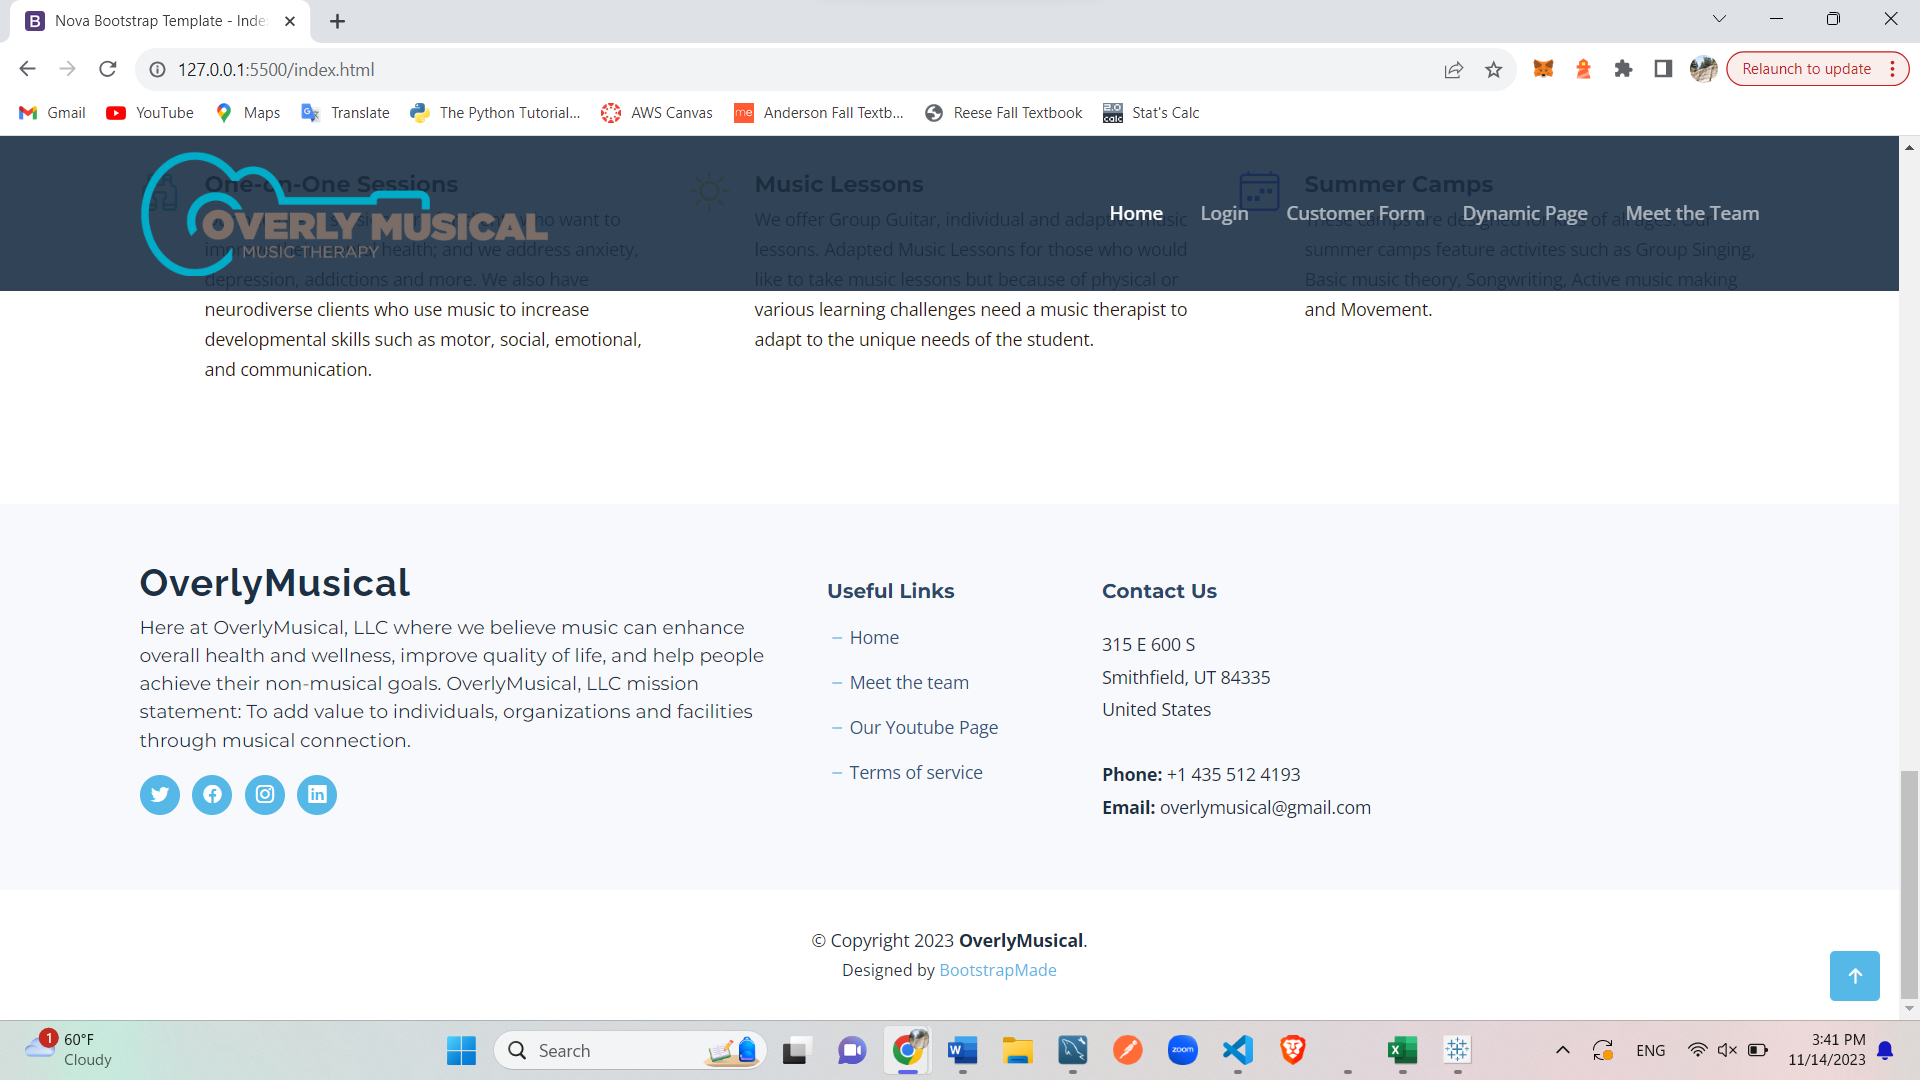 Nova Bootstrap Template - Inde
127.0.0.1:5500/index.html
Relaunch to update
Gmail YouTube Maps Translate The Python Tutorial... AWS Canvas Anderson Fall Textb... Reese Fall Textbook Stat's Calc
OVERLY MUSICAL
MUSIC THERAPY
Home Login Customer Form Dynamic Page Meet the Team
One-on-One Sessions
who want to
health; and we address anxiety,
depression, addictions and more. We also have
neurodiverse clients who use music to increase
developmental skills such as motor, social, emotional,
and communication.
Music Lessons
We offer Group Guitar, individual and adaptive music
lessons. Adapted Music Lessons for those who would
like to take music lessons but because of physical or
various learning challenges need a music therapist to
adapt to the unique needs of the student.
Summer Camps
These camps are designed for kids of all ages. Our
summer camps feature activites such as Group Singing,
Basic music theory, Songwriting, Active music making
and Movement.
OverlyMusical
Here at OverlyMusical, LLC where we believe music can enhance
overall health and wellness, improve quality of life, and help people
achieve their non-musical goals. OverlyMusical, LLC mission
statement: To add value to individuals, organizations and facilities
through musical connection.
Useful Links
Home
Meet the team
Our Youtube Page
Terms of service
Contact Us
315 E 600 S
Smithfield, UT 84335
United States
Phone: +1 435 512 4193
Email: overlymusical@gmail.com
© Copyright 2023 OverlyMusical.
Designed by BootstrapMade
1
60°F
Cloudy
Search
zoom
ENG
3:41 PM
11/14/2023